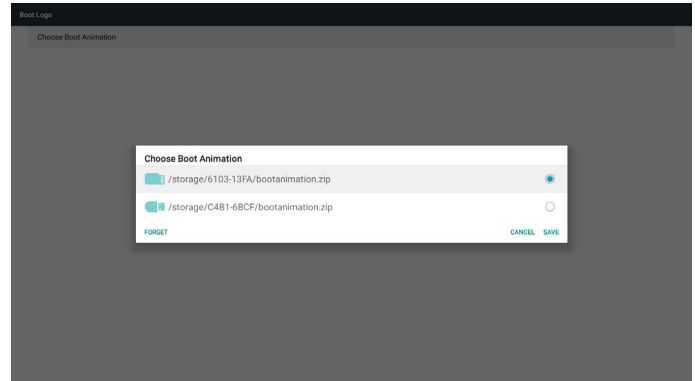 Boot Logo
Choose Boot Animation
Choose Boot Animation
/storage/6103-13FA/bootanimation.zip
/storage/C4B1-6BCF/bootanimation.zip
FORGET CANCEL SAVE